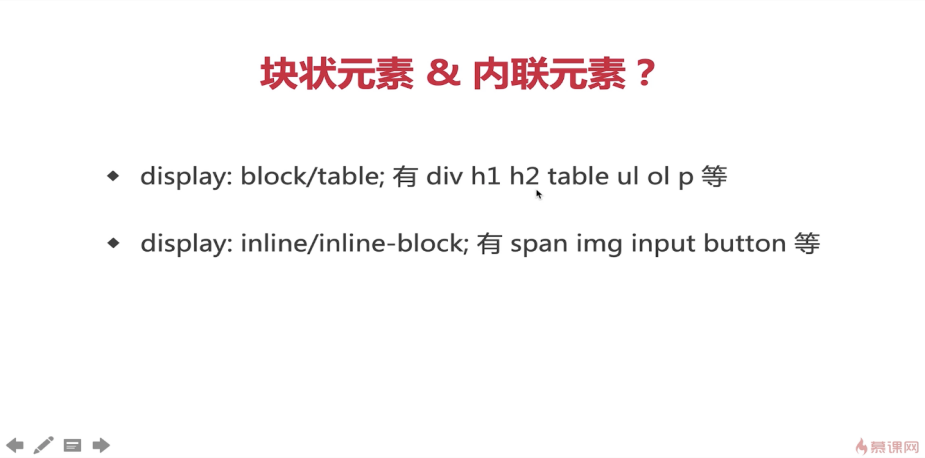 块状元素 & 内联元素？
display: block/table; 有 div h1 h2 table ul ol p 等
display: inline/inline-block; 有 span img input button 等
慕课网